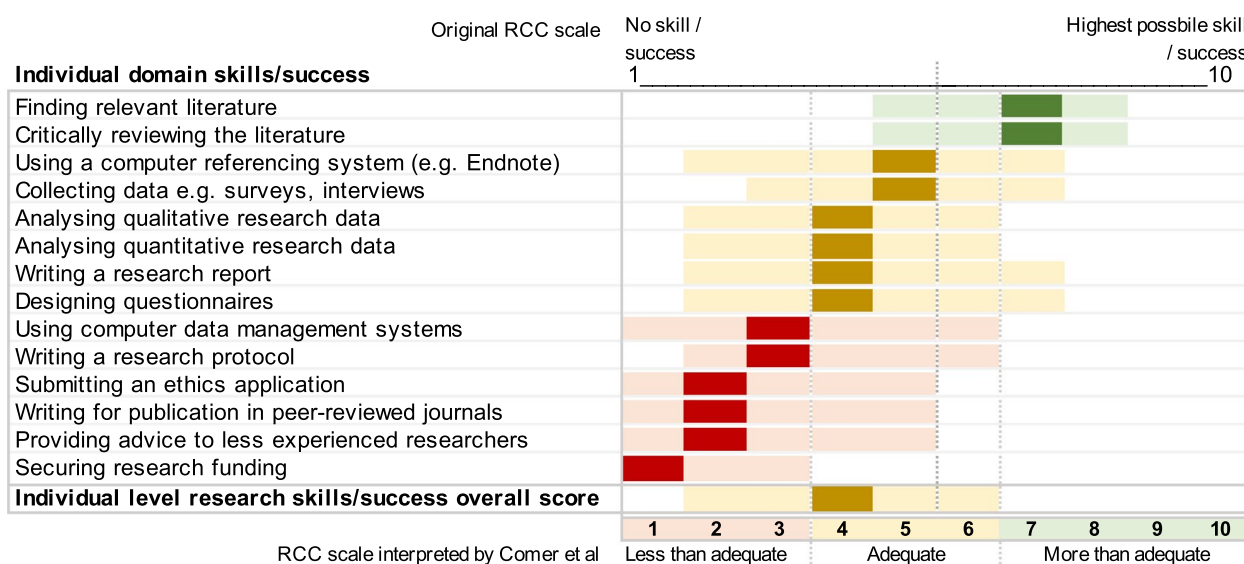 Original RCC scale
No skill /
success
Highest possbile skill
/ success
Individual domain skills/success
1
10
Finding relevant literature
Critically reviewing the literature
Using a computer referencing system (e.g. Endnote)
Collecting data e.g. surveys, interviews
Analysing qualitative research data
Analysing quantitative research data
Writing a research report
Designing questionnaires
Using computer data management systems
Writing a research protocol
Submitting an ethics application
Writing for publication in peer-reviewed journals
Providing advice to less experienced researchers
Securing research funding
Individual level research skills/success overall score
1 2 3 4 5 6 7 8 9 10
RCC scale interpreted by Comer et al
Less than adequate
Adequate
More than adequate